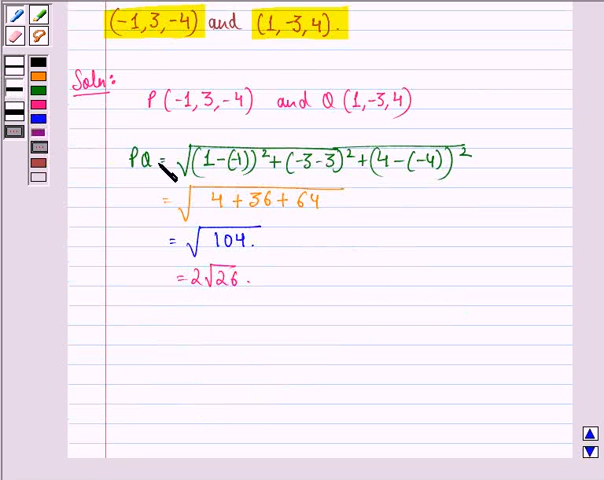 (-1,3,-4) and (1,-3,4).
Soln:
P(-1,3,-4) and Q(1,-3,4)
PQ = √((1-(-1))²+(-3-3)²+(4-(-4))²
= √4+36+64
= √104.
= 2√26.